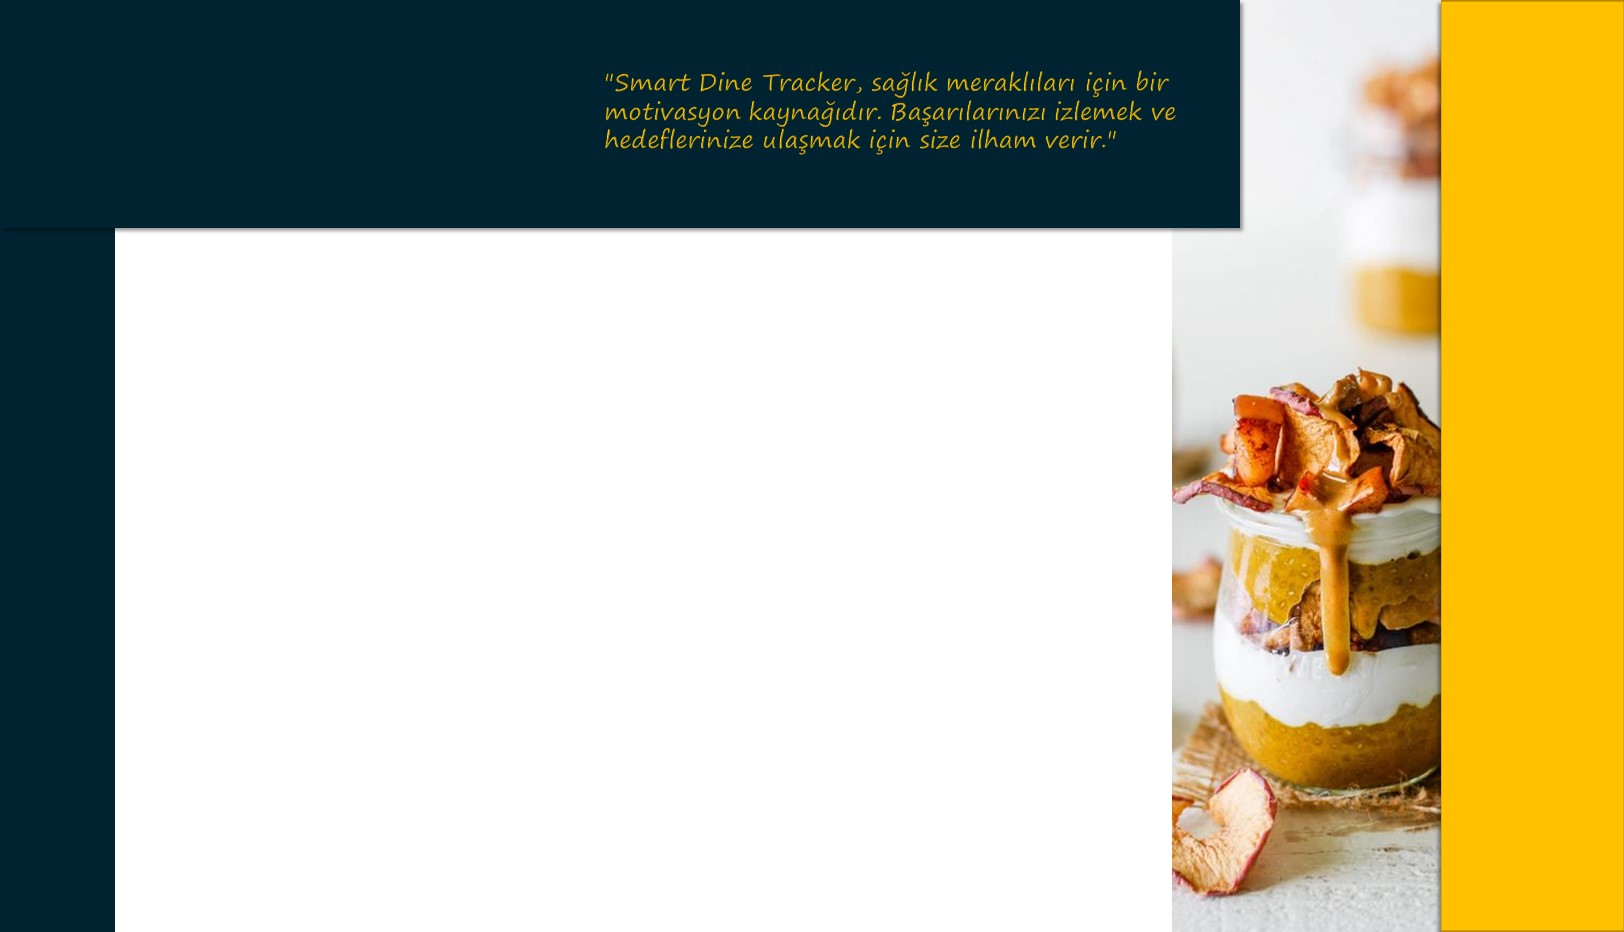 "Smart Dine Tracker, sağlık meraklıları için bir
motivasyon kaynağıdır. Başarılarınızı izlemek ve
hedeflerinize ulaşmak için size ilham verir."